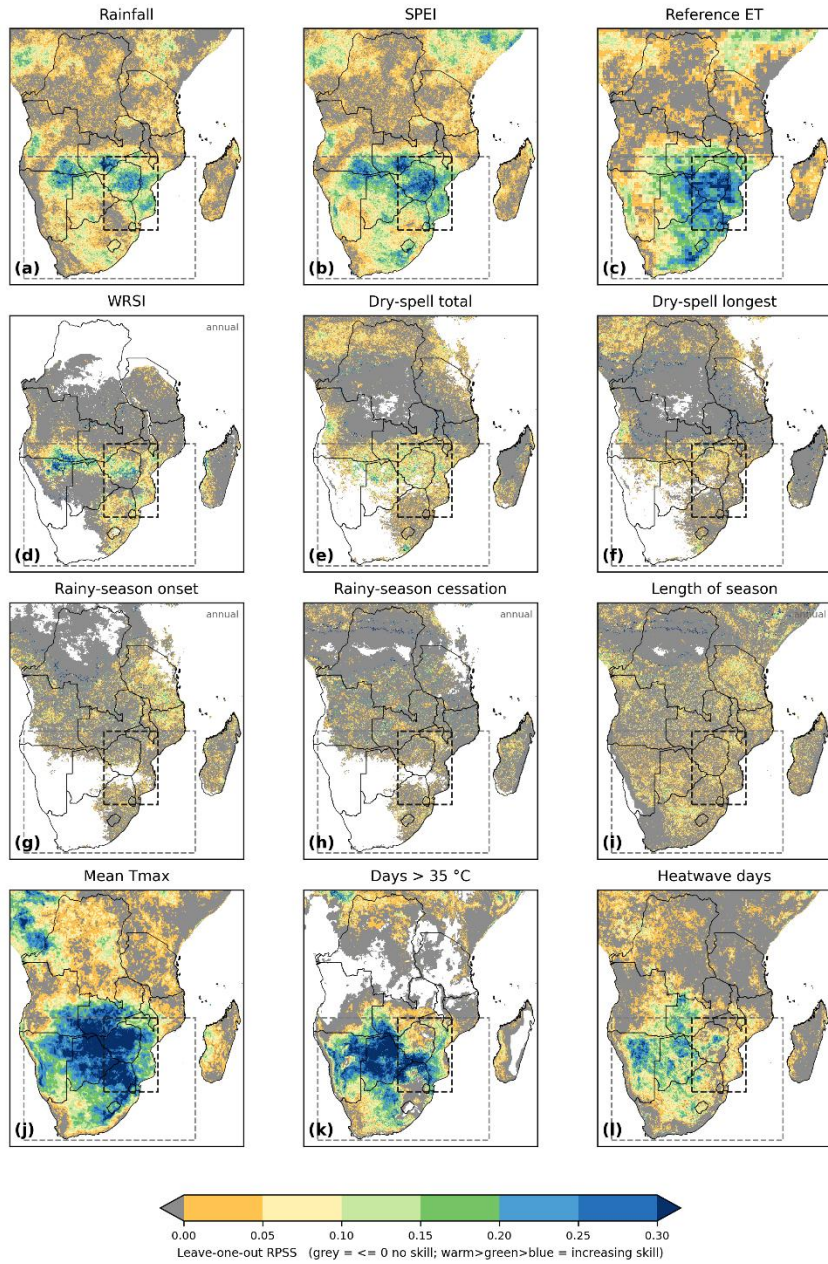 Rainfall
SPEI
Reference ET
(a)
(b)
(c)
WRSI
Dry-spell total
Dry-spell longest
annual
(d)
(e)
(f)
Rainy-season onset
Rainy-season cessation
Length of season
annual
annual
annual
(g)
(h)
(i)
Mean Tmax
Days > 35 °C
Heatwave days
(j)
(k)
(l)
0.00 0.05 0.10 0.15 0.20 0.25 0.30
Leave-one-out RPSS (grey = <= 0 no skill; warm>green>blue = increasing skill)